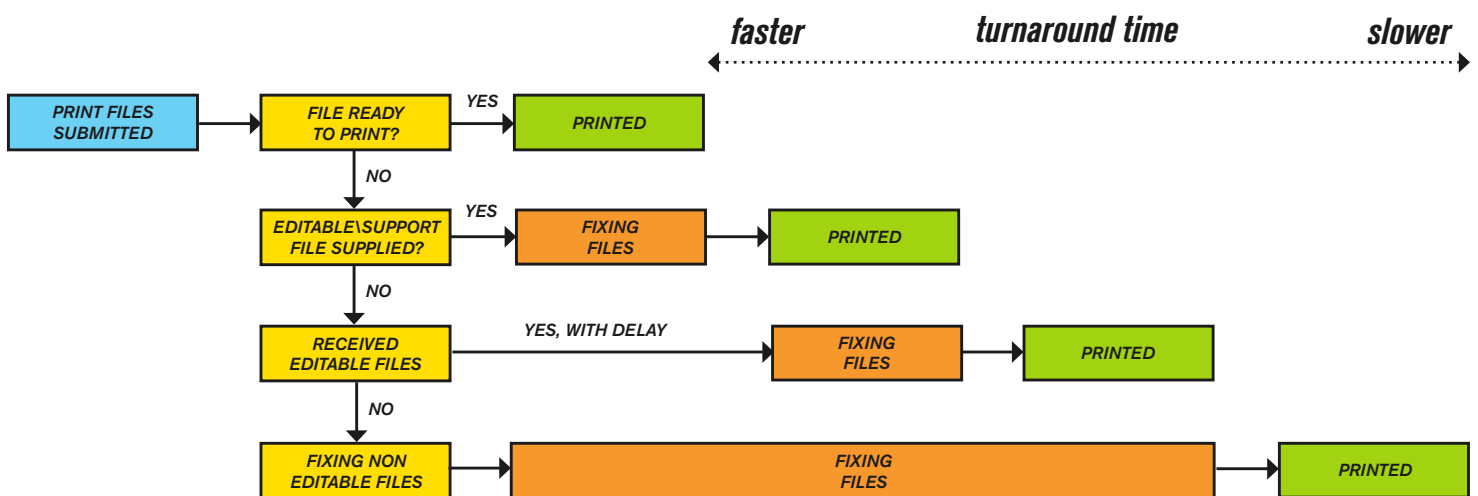 faster turnaround time slower
PRINT FILES
SUBMITTED
FILE READY
TO PRINT?
YES
PRINTED
NO
EDITABLE\SUPPORT
FILE SUPPLIED?
YES
FIXING
FILES
PRINTED
NO
RECEIVED
EDITABLE FILES
YES, WITH DELAY
FIXING
FILES
PRINTED
NO
FIXING NON
EDITABLE FILES
FIXING
FILES
PRINTED